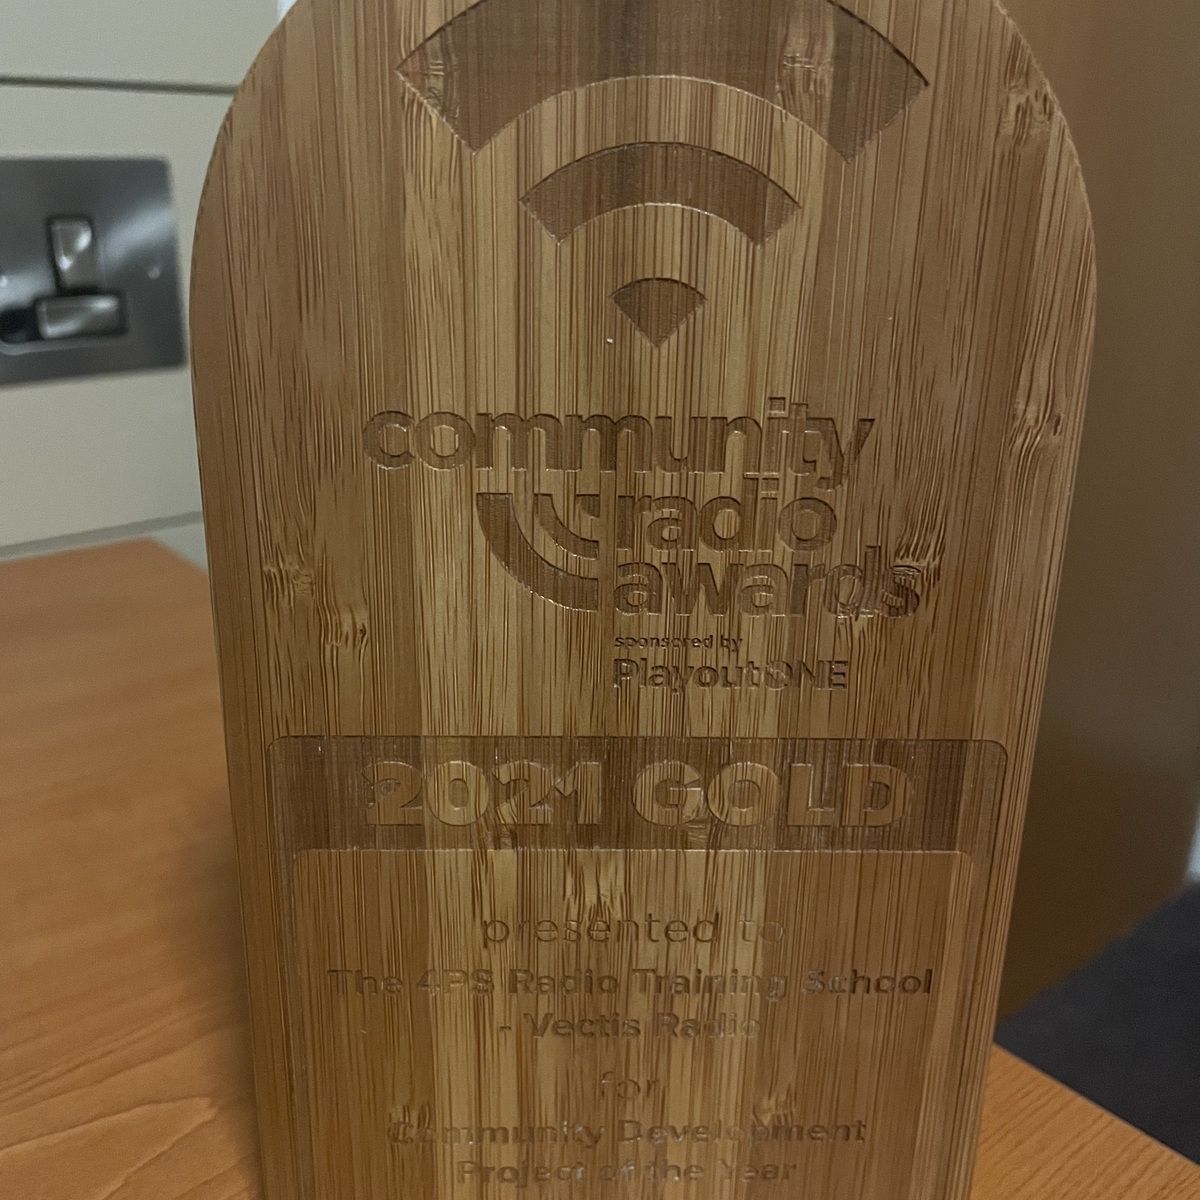 community
radio
awards
sponsored by
PlayoutONE
2021 GOLD
presented to
The 4PS Radio Training School
- Vectis Radio
for
Community Development
Project of the Year